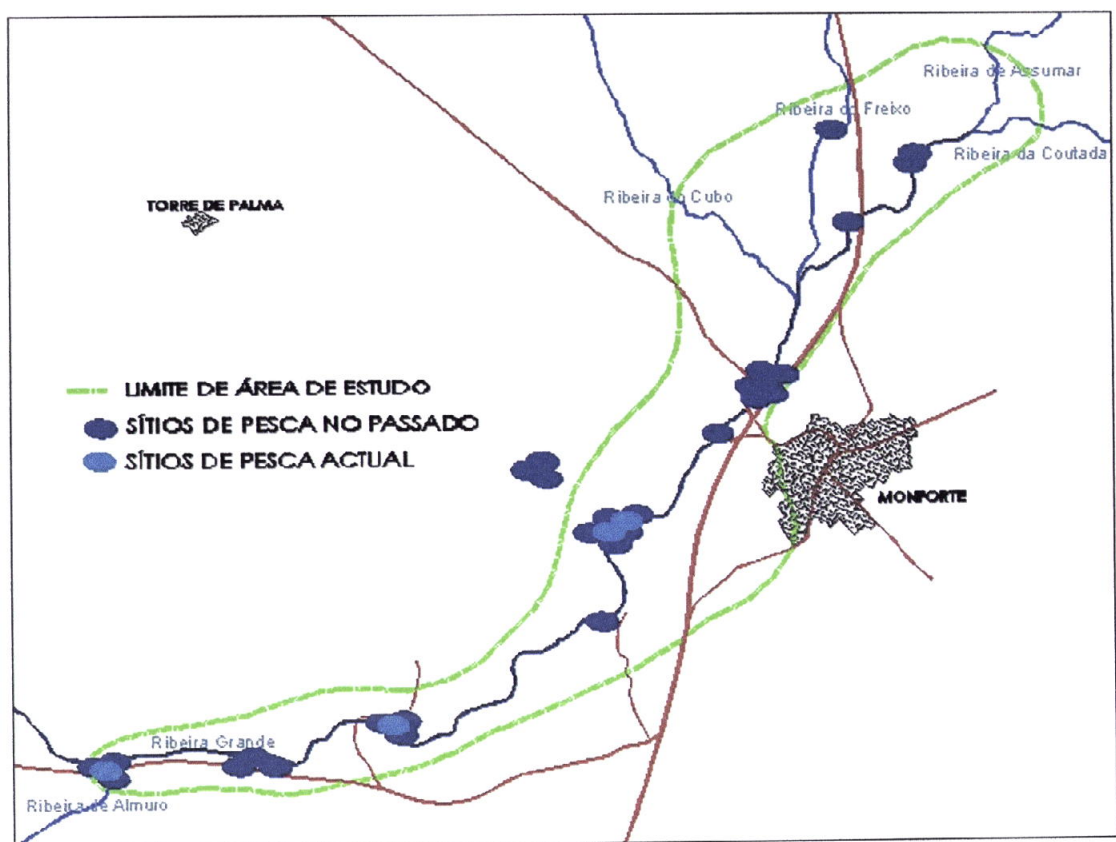 Ribeira de Assumar
Ribeira do Freixo
Ribeira da Coutada
Ribeira do Cubo
TORRE DE PALMA
LIMITE DE ÁREA DE ESTUDO
SÍTIOS DE PESCA NO PASSADO
SÍTIOS DE PESCA ACTUAL
MONFORTE
Ribeira Grande
Ribeira de Almuro